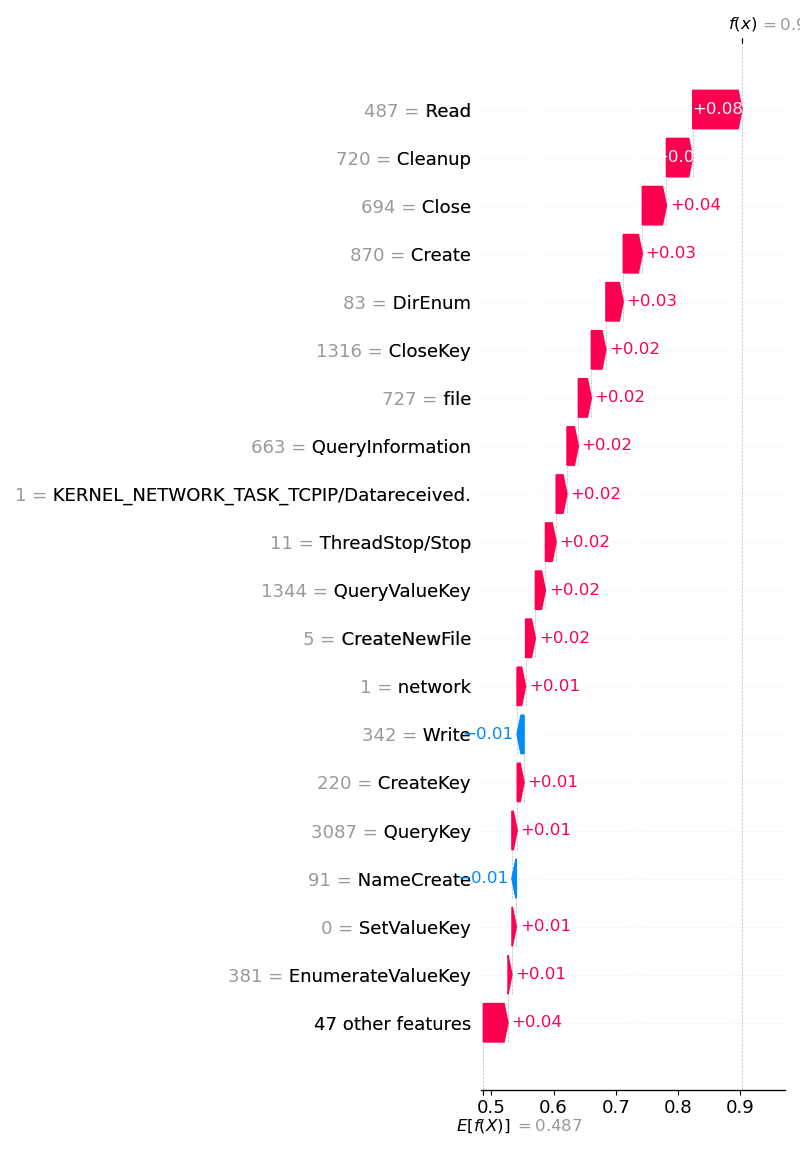 f(x) = 0.9
487 = Read +0.08
720 = Cleanup +0.0
694 = Close +0.04
870 = Create +0.03
83 = DirEnum +0.03
1316 = CloseKey +0.02
727 = file +0.02
663 = QueryInformation +0.02
1 = KERNEL_NETWORK_TASK_TCPIP/Datareceived. +0.02
11 = ThreadStop/Stop +0.02
1344 = QueryValueKey +0.02
5 = CreateNewFile +0.02
1 = network +0.01
342 = Write −0.01
220 = CreateKey +0.01
3087 = QueryKey +0.01
91 = NameCreate −0.01
0 = SetValueKey +0.01
381 = EnumerateValueKey +0.01
47 other features +0.04
0.5 0.6 0.7 0.8 0.9
E[f(X)] = 0.487